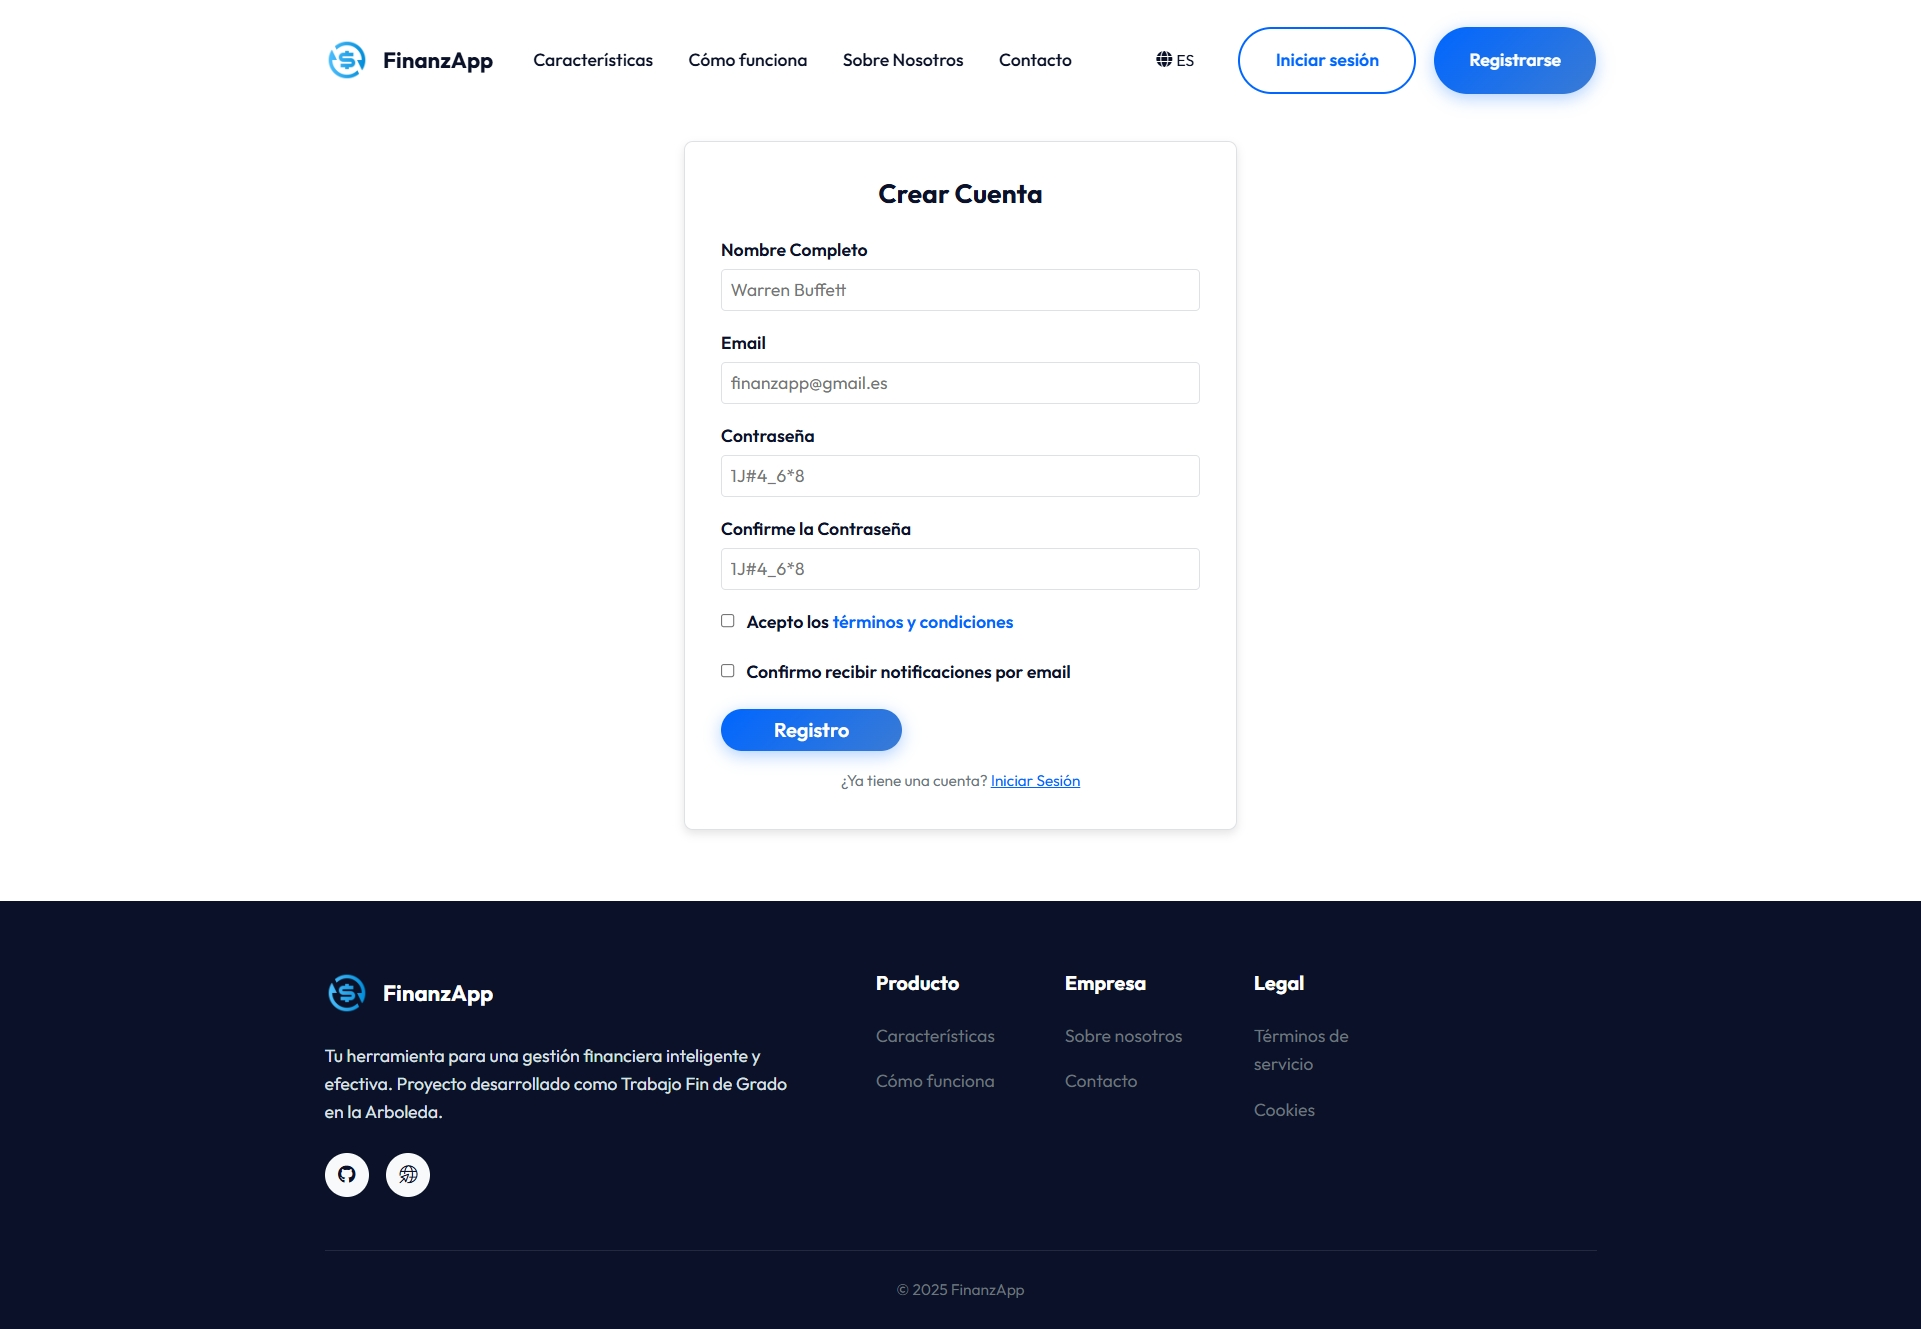 FinanzApp
Características
Cómo funciona
Sobre Nosotros
Contacto
ES
Iniciar sesión
Registrarse
Crear Cuenta
Nombre Completo
Warren Buffett
Email
finanzapp@gmail.es
Contraseña
1J#4_6*8
Confirme la Contraseña
1J#4_6*8
Acepto los términos y condiciones
Confirmo recibir notificaciones por email
Registro
¿Ya tiene una cuenta? Iniciar Sesión
FinanzApp
Tu herramienta para una gestión financiera inteligente y
efectiva. Proyecto desarrollado como Trabajo Fin de Grado
en la Arboleda.
Producto
Características
Cómo funciona
Empresa
Sobre nosotros
Contacto
Legal
Términos de
servicio
Cookies
© 2025 FinanzApp